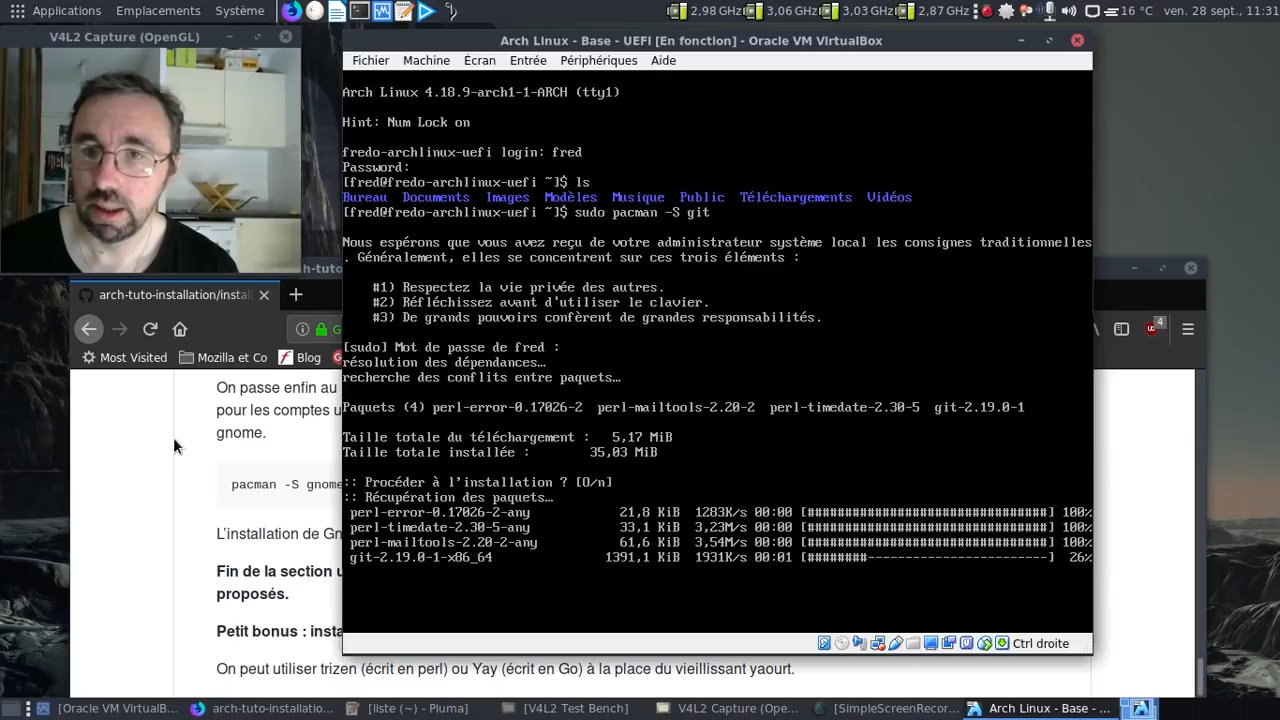 Applications Emplacements Système
2,98 GHz 3,06 GHz 3,03 GHz 2,87 GHz 16 °C ven. 28 sept., 11:31
V4L2 Capture (OpenGL)
Arch Linux - Base - UEFI [En fonction] - Oracle VM VirtualBox
Fichier Machine Écran Entrée Périphériques Aide
Arch Linux 4.18.9-arch1-1-ARCH (tty1)
Hint: Num Lock on
fredo-archlinux-uefi login: fred
Password:
[fred@fredo-archlinux-uefi ~]$ ls
Bureau Documents Images Modèles Musique Public Téléchargements Vidéos
[fred@fredo-archlinux-uefi ~]$ sudo pacman -S git
Nous espérons que vous avez reçu de votre administrateur système local les consignes traditionnelles
. Généralement, elles se concentrent sur ces trois éléments :
#1) Respectez la vie privée des autres.
#2) Réfléchissez avant d'utiliser le clavier.
#3) De grands pouvoirs confèrent de grandes responsabilités.
[sudo] Mot de passe de fred :
résolution des dépendances…
recherche des conflits entre paquets…
Paquets (4) perl-error-0.17026-2 perl-mailtools-2.20-2 perl-timedate-2.30-5 git-2.19.0-1
Taille totale du téléchargement : 5,17 MiB
Taille totale installée : 35,03 MiB
:: Procéder à l'installation ? [O/n]
:: Récupération des paquets…
perl-error-0.17026-2-any 21,8 KiB 1283K/s 00:00 [################################] 100%
perl-timedate-2.30-5-any 33,1 KiB 3,23M/s 00:00 [################################] 100%
perl-mailtools-2.20-2-any 61,6 KiB 3,54M/s 00:00 [################################] 100%
git-2.19.0-1-x86_64 1391,1 KiB 1931K/s 00:01 [########------------------------] 26%
Ctrl droite
arch-tuto
arch-tuto-installation/instal
4
Most Visited Mozilla et Co Blog
On passe enfin au
pour les comptes u
gnome.
pacman -S gnome
L'installation de Gn
Fin de la section u
proposés.
Petit bonus : insta
On peut utiliser trizen (écrit en perl) ou Yay (écrit en Go) à la place du vieillissant yaourt.
[Oracle VM VirtualB... arch-tuto-installatio... [liste (~) - Pluma] [V4L2 Test Bench] V4L2 Capture (Ope... [SimpleScreenRecor... Arch Linux - Base - ...